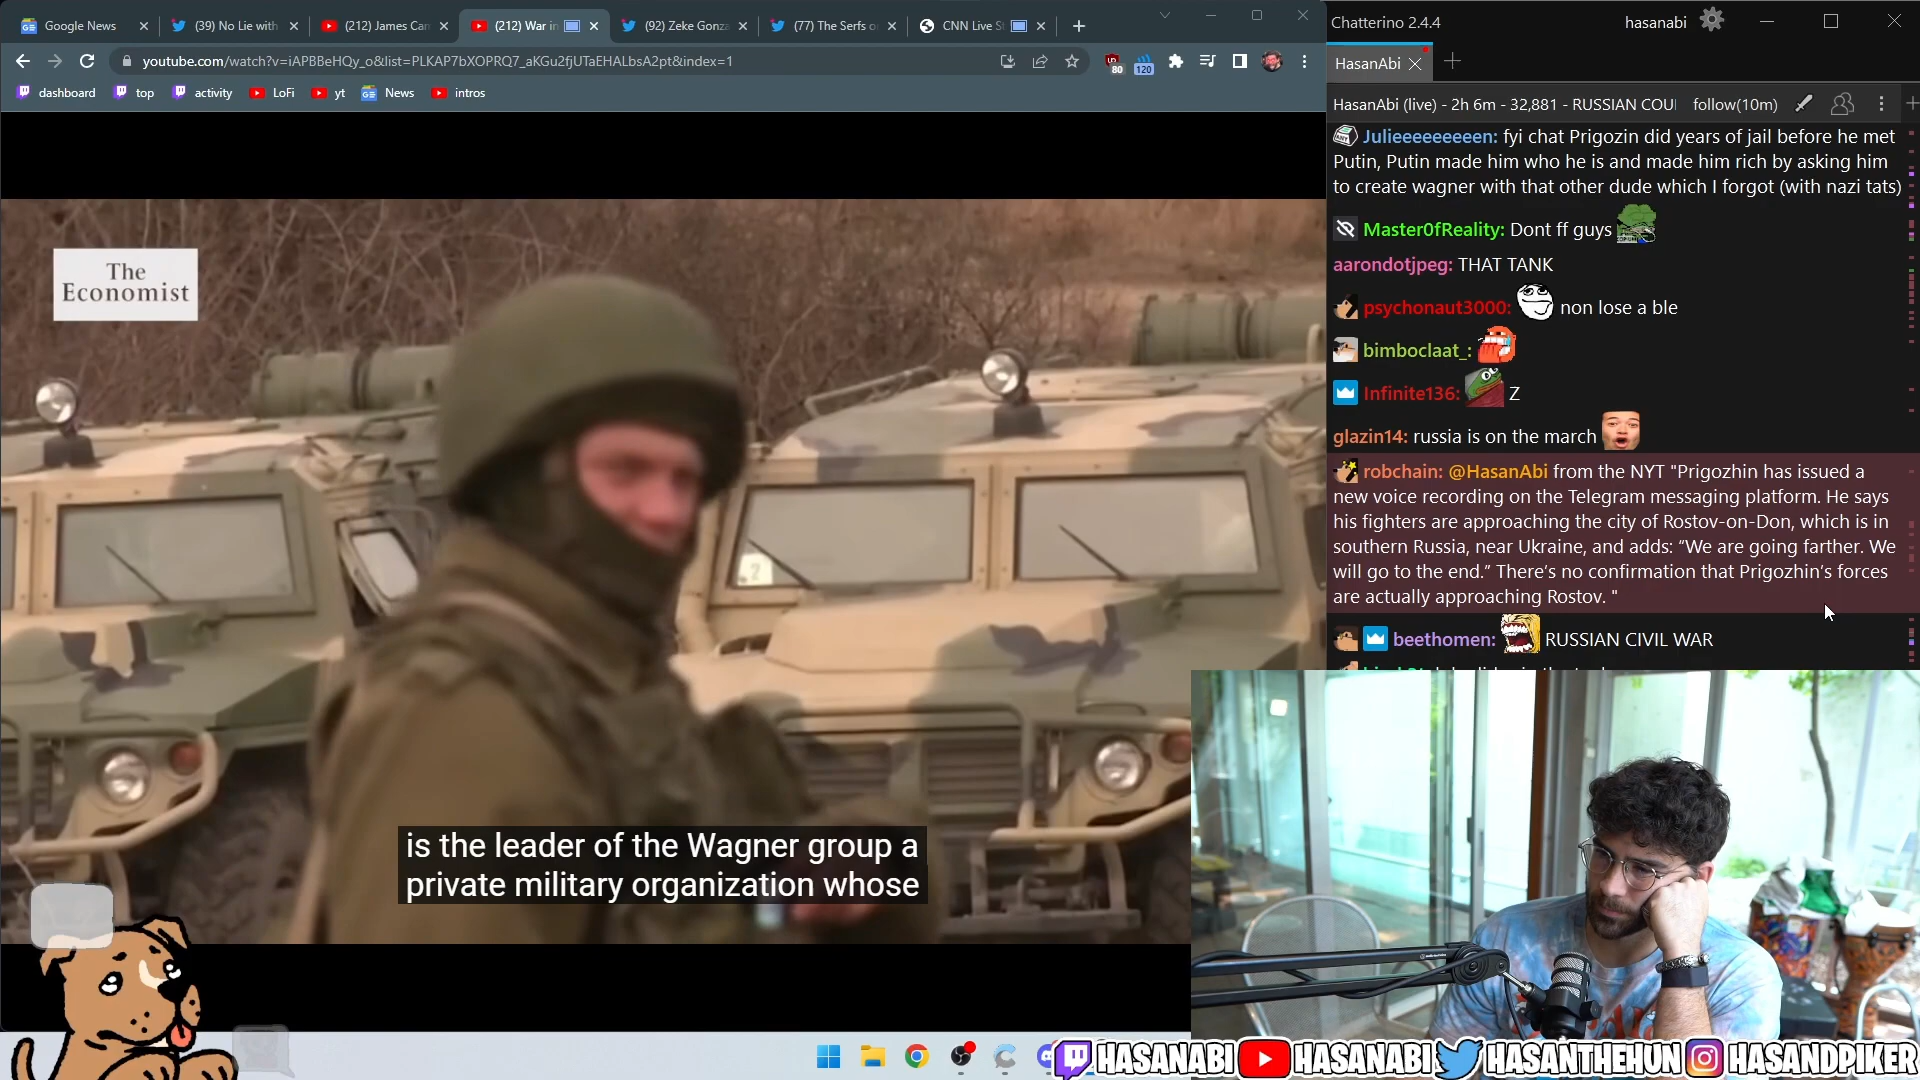 Google News
(39) No Lie with
(212) James Can
(212) War in
(92) Zeke Gonza
(77) The Serfs o
CNN Live St
youtube.com/watch?v=iAPBBeHQy_o&list=PLKAP7bXOPRQ7_aKGu2fjUTaEHALbsA2pt&index=1
80
120
dashboard
top
activity
LoFi
yt
News
intros
The
Economist
is the leader of the Wagner group a
private military organization whose
Chatterino 2.4.4
hasanabi
HasanAbi
HasanAbi (live) - 2h 6m - 32,881 - RUSSIAN COU
follow(10m)
Julieeeeeeeeen: fyi chat Prigozin did years of jail before he met
Putin, Putin made him who he is and made him rich by asking him
to create wagner with that other dude which I forgot (with nazi tats)
Master0fReality: Dont ff guys
aarondotjpeg: THAT TANK
psychonaut3000: non lose a ble
bimboclaat_:
Infinite136: Z
glazin14: russia is on the march
robchain: @HasanAbi from the NYT "Prigozhin has issued a
new voice recording on the Telegram messaging platform. He says
his fighters are approaching the city of Rostov-on-Don, which is in
southern Russia, near Ukraine, and adds: “We are going farther. We
will go to the end.” There’s no confirmation that Prigozhin’s forces
are actually approaching Rostov. "
beethomen: RUSSIAN CIVIL WAR
HASANABI
HASANABI
HASANTHEHUN
HASANDPIKER